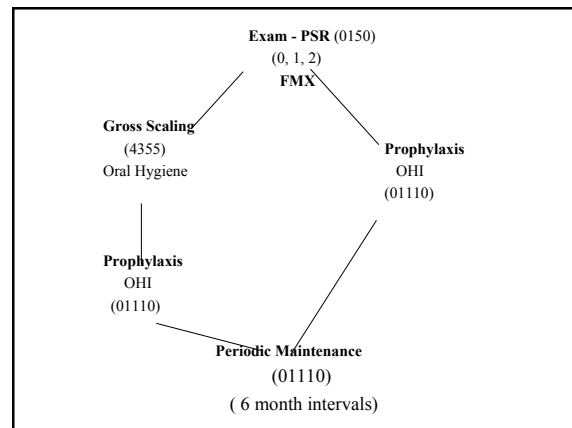 Exam - PSR (0150)
(0, 1, 2)
FMX
Gross Scaling
(4355)
Oral Hygiene
Prophylaxis
OHI
(01110)
Prophylaxis
OHI
(01110)
Periodic Maintenance
(01110)
( 6 month intervals)